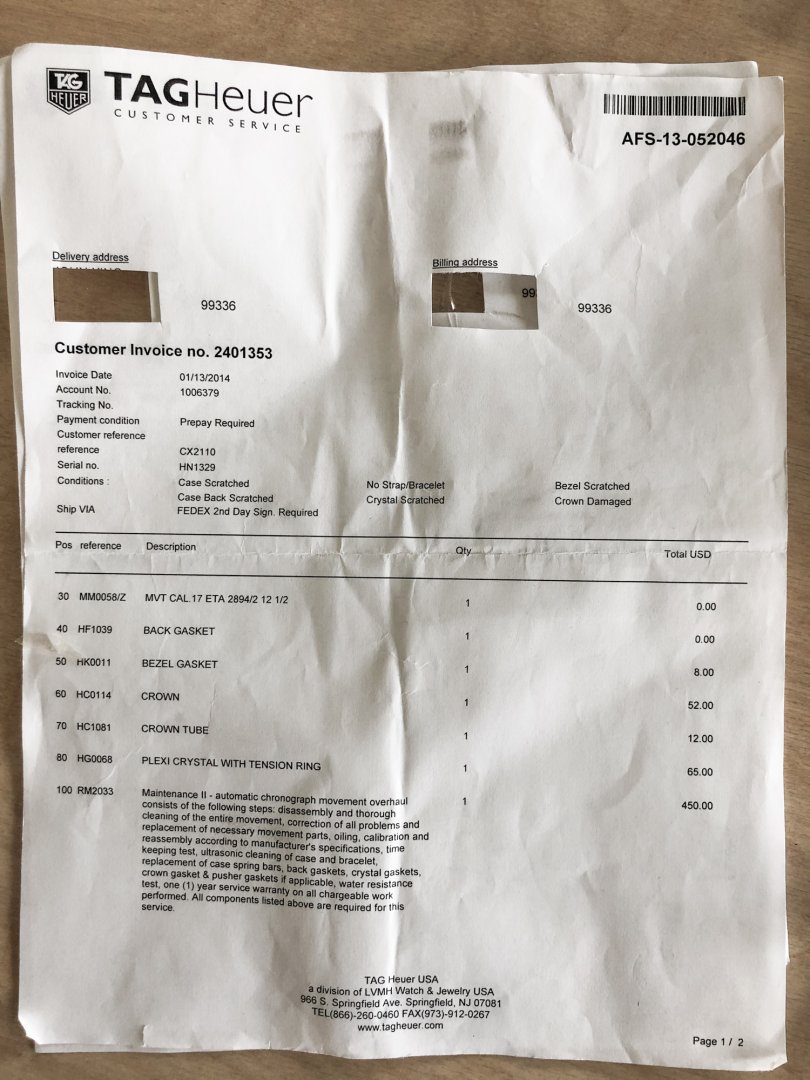 TAG
HEUER
TAGHeuer
CUSTOMER SERVICE
AFS-13-052046
Delivery address
Billing address
99336
99
99336
Customer Invoice no. 2401353
Invoice Date 01/13/2014
Account No. 1006379
Tracking No.
Payment condition Prepay Required
Customer reference
reference CX2110
Serial no. HN1329
Conditions : Case Scratched No Strap/Bracelet Bezel Scratched
Case Back Scratched Crystal Scratched Crown Damaged
Ship VIA FEDEX 2nd Day Sign. Required
Pos reference Description Qty Total USD
30 MM0058/Z MVT CAL.17 ETA 2894/2 12 1/2 1 0.00
40 HF1039 BACK GASKET 1 0.00
50 HK0011 BEZEL GASKET 1 8.00
60 HC0114 CROWN 1 52.00
70 HC1081 CROWN TUBE 1 12.00
80 HG0068 PLEXI CRYSTAL WITH TENSION RING 1 65.00
100 RM2033 Maintenance II - automatic chronograph movement overhaul 1 450.00
consists of the following steps: disassembly and thorough
cleaning of the entire movement, correction of all problems and
replacement of necessary movement parts, oiling, calibration and
reassembly according to manufacturer's specifications, time
keeping test, ultrasonic cleaning of case and bracelet,
replacement of case spring bars, back gaskets, crystal gaskets,
crown gasket & pusher gaskets if applicable, water resistance
test, one (1) year service warranty on all chargeable work
performed. All components listed above are required for this
service.
TAG Heuer USA
a division of LVMH Watch & Jewelry USA
966 S. Springfield Ave. Springfield, NJ 07081
TEL(866)-260-0460 FAX(973)-912-0267
www.tagheuer.com
Page 1 / 2